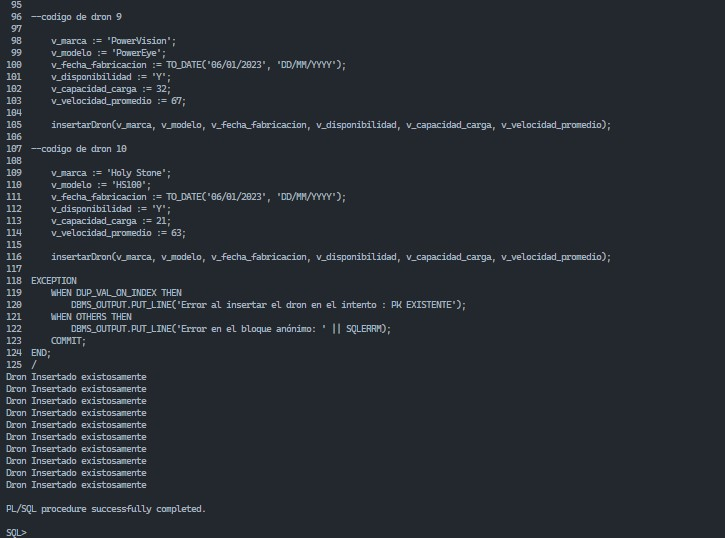 95
96 --codigo de dron 9
97
98 v_marca := 'PowerVision';
99 v_modelo := 'PowerEye';
100 v_fecha_fabricacion := TO_DATE('06/01/2023', 'DD/MM/YYYY');
101 v_disponibilidad := 'Y';
102 v_capacidad_carga := 32;
103 v_velocidad_promedio := 67;
104
105 insertarDron(v_marca, v_modelo, v_fecha_fabricacion, v_disponibilidad, v_capacidad_carga, v_velocidad_promedio);
106
107 --codigo de dron 10
108
109 v_marca := 'Holy Stone';
110 v_modelo := 'HS100';
111 v_fecha_fabricacion := TO_DATE('06/01/2023', 'DD/MM/YYYY');
112 v_disponibilidad := 'Y';
113 v_capacidad_carga := 21;
114 v_velocidad_promedio := 63;
115
116 insertarDron(v_marca, v_modelo, v_fecha_fabricacion, v_disponibilidad, v_capacidad_carga, v_velocidad_promedio);
117
118 EXCEPTION
119 WHEN DUP_VAL_ON_INDEX THEN
120 DBMS_OUTPUT.PUT_LINE('Error al insertar el dron en el intento : PK EXISTENTE');
121 WHEN OTHERS THEN
122 DBMS_OUTPUT.PUT_LINE('Error en el bloque anónimo: ' || SQLERRM);
123 COMMIT;
124 END;
125 /
Dron Insertado existosamente
Dron Insertado existosamente
Dron Insertado existosamente
Dron Insertado existosamente
Dron Insertado existosamente
Dron Insertado existosamente
Dron Insertado existosamente
Dron Insertado existosamente
Dron Insertado existosamente
Dron Insertado existosamente
PL/SQL procedure successfully completed.
SQL>